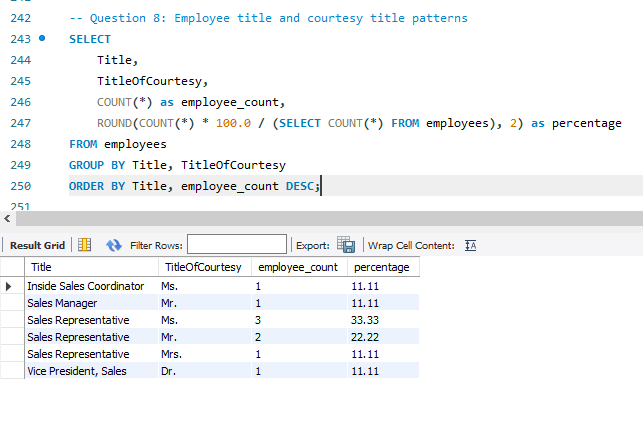 242 -- Question 8: Employee title and courtesy title patterns
243 SELECT
244 Title,
245 TitleOfCourtesy,
246 COUNT(*) as employee_count,
247 ROUND(COUNT(*) * 100.0 / (SELECT COUNT(*) FROM employees), 2) as percentage
248 FROM employees
249 GROUP BY Title, TitleOfCourtesy
250 ORDER BY Title, employee_count DESC;
251
Result Grid Filter Rows: Export: Wrap Cell Content: IA
Title TitleOfCourtesy employee_count percentage
Inside Sales Coordinator Ms. 1 11.11
Sales Manager Mr. 1 11.11
Sales Representative Ms. 3 33.33
Sales Representative Mr. 2 22.22
Sales Representative Mrs. 1 11.11
Vice President, Sales Dr. 1 11.11